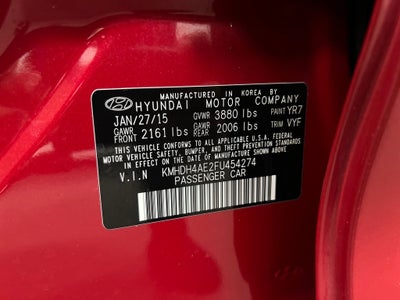 MANUFACTURED IN KOREA BY
HYUNDAI MOTOR COMPANY
JAN/27/15 GVWR 3880 lbs PAINT YR7
GAWR FRONT 2161 lbs GAWR REAR 2006 lbs TRIM VYF
THIS VEHICLE CONFORMS TO ALL APPLICABLE U.S.A. FEDERAL
MOTOR VEHICLE SAFETY, BUMPER, AND THEFT PREVENTION
STANDARDS IN EFFECT ON THE DATE OF MANUFACTURE SHOWN ABOVE.
V.I.N KMHDH4AE2FU454274
PASSENGER CAR